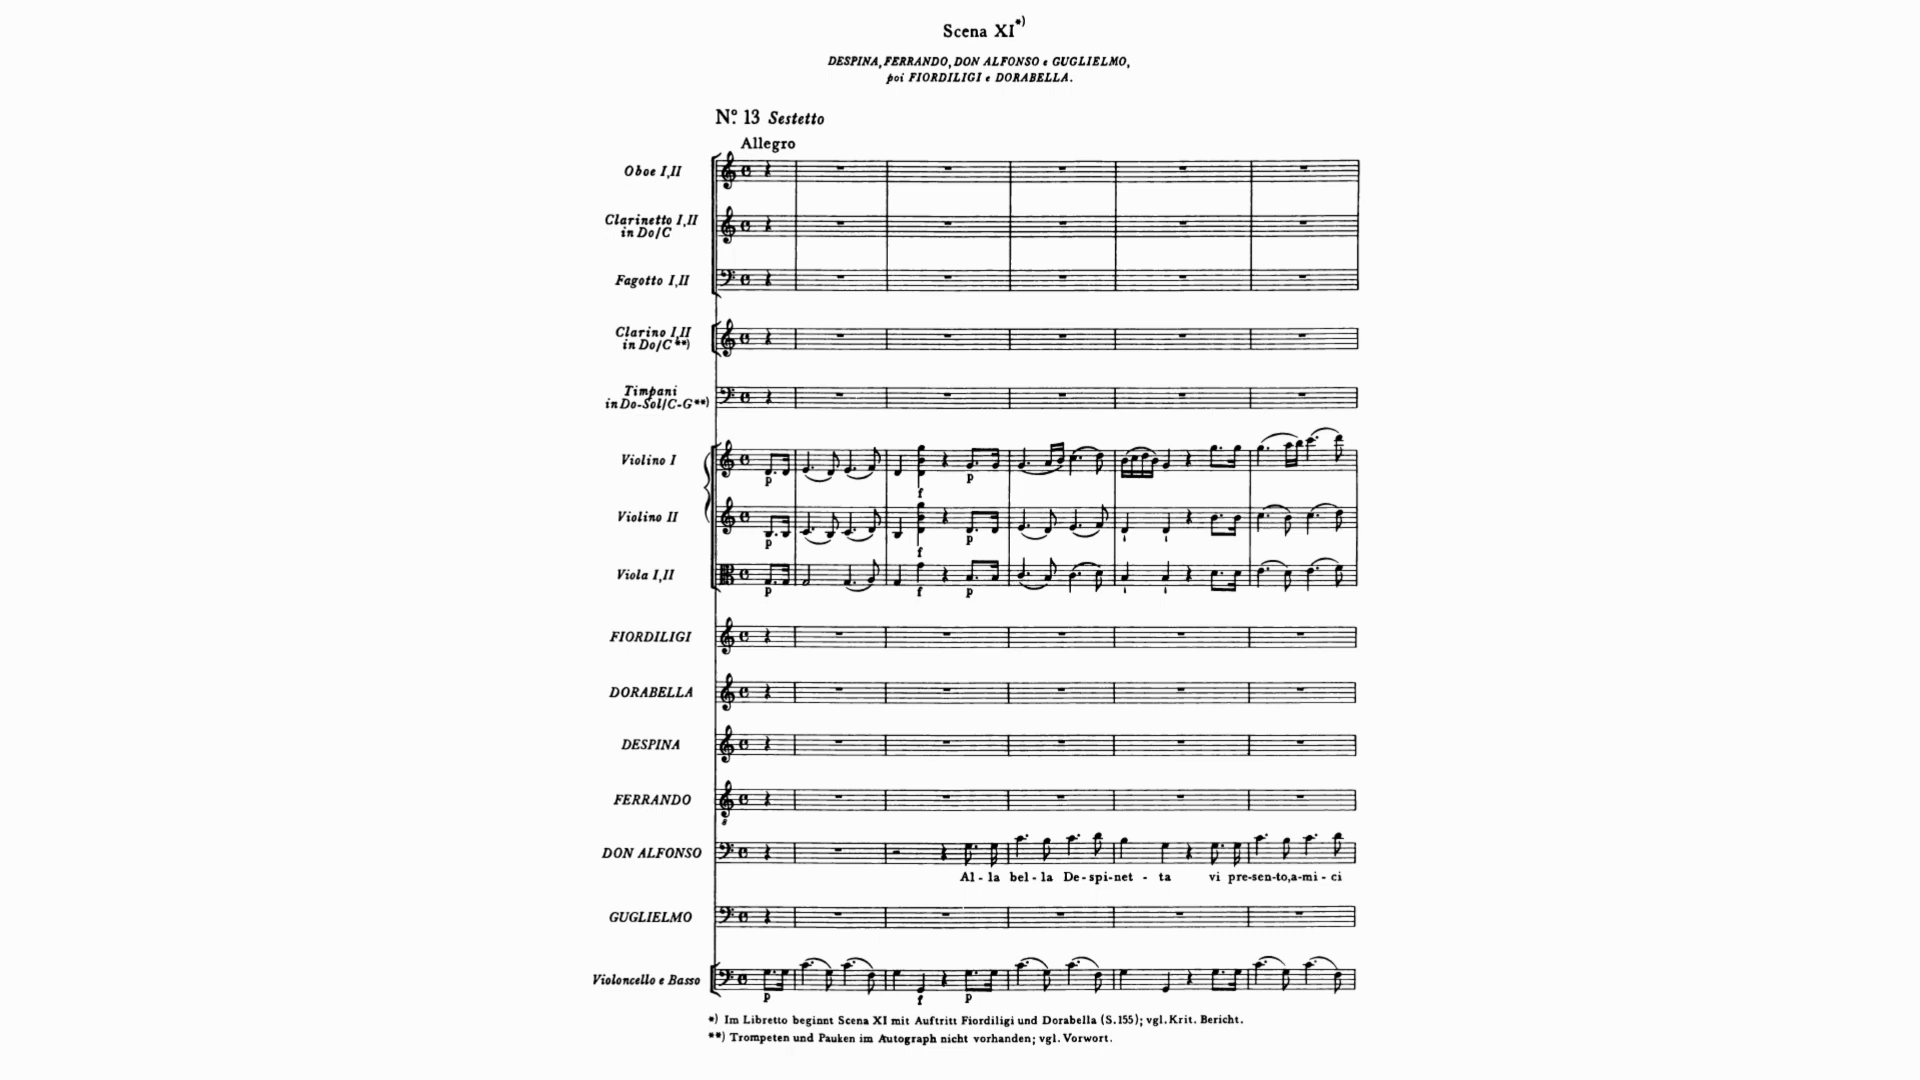 Scena XI*)
DESPINA, FERRANDO, DON ALFONSO e GUGLIELMO,
poi FIORDILIGI e DORABELLA.
Nº. 13 Sestetto
Allegro
Oboe I,II
Clarinetto I,II
in Do/C
Fagotto I,II
Clarino I,II
in Do/C **)
Timpani
in Do-Sol/C-G **)
Violino I
p f p
Violino II
p f p
Viola I,II
p f p
FIORDILIGI
DORABELLA
DESPINA
FERRANDO
8
DON ALFONSO
Al - la bel - la De - spi - net - ta vi pre - sen - to, a - mi - ci
GUGLIELMO
Violoncello e Basso
p f p
*) Im Libretto beginnt Scena XI mit Auftritt Fiordiligi und Dorabella (S.155); vgl. Krit. Bericht.
**) Trompeten und Pauken im Autograph nicht vorhanden; vgl. Vorwort.